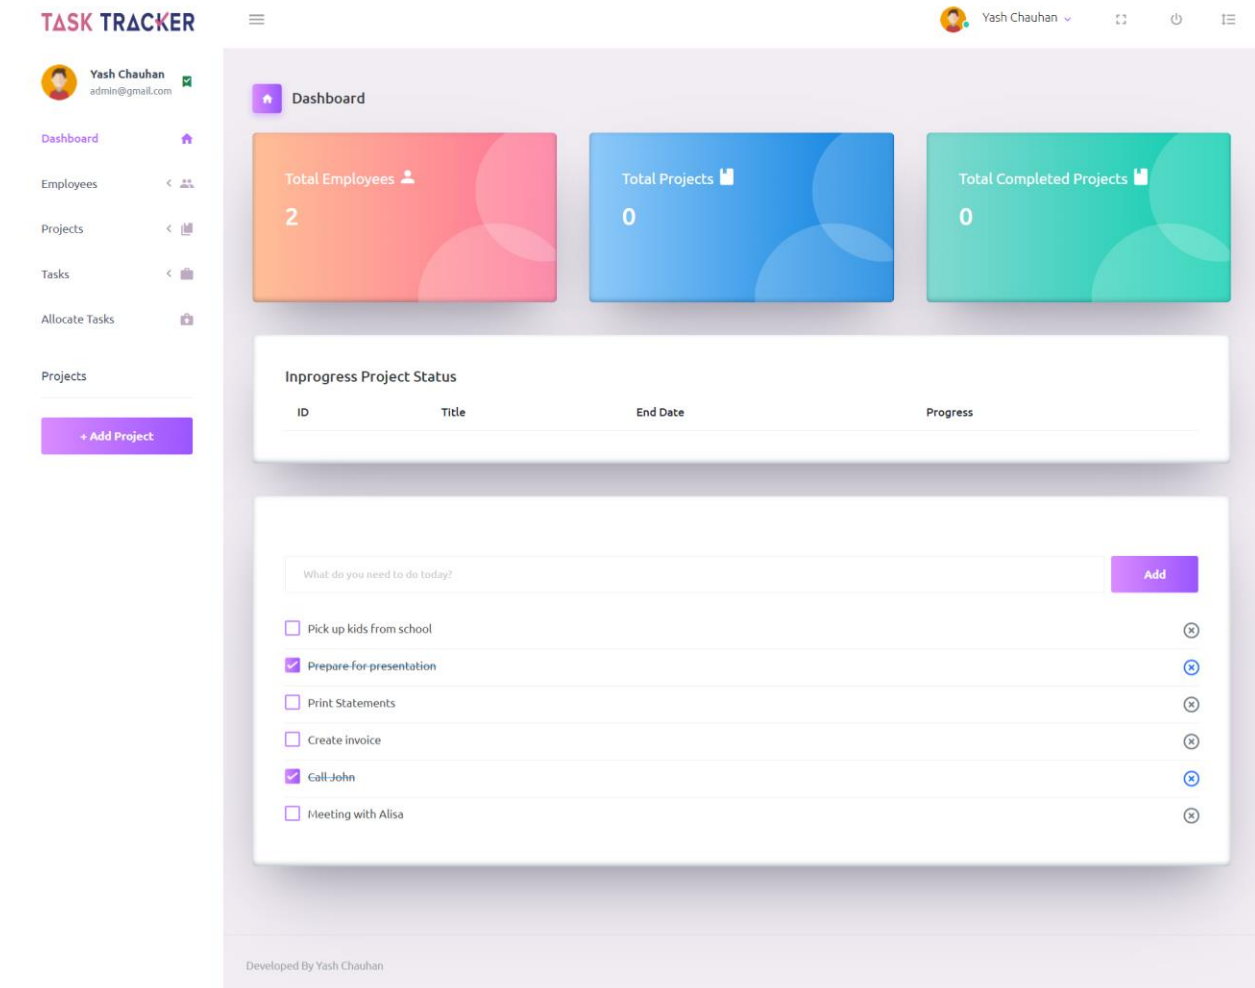 TASK TRACKER
Yash Chauhan
Yash Chauhan
admin@gmail.com
Dashboard
Employees
Projects
Tasks
Allocate Tasks
Projects
+ Add Project
Dashboard
Total Employees
2
Total Projects
0
Total Completed Projects
0
Inprogress Project Status
ID Title End Date Progress
What do you need to do today?
Add
Pick up kids from school
Prepare for presentation
Print Statements
Create invoice
Call John
Meeting with Alisa
Developed By Yash Chauhan